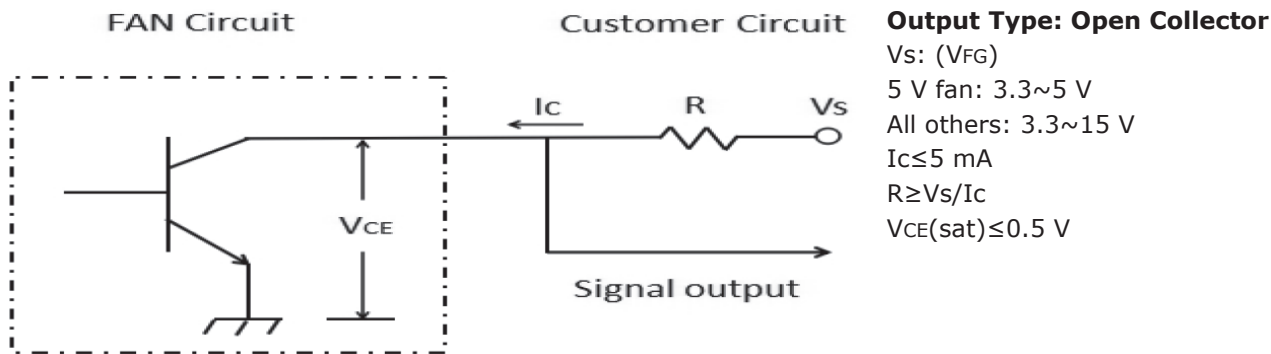 FAN Circuit
Customer Circuit
Ic
R
Vs
VCE
Signal output
Output Type: Open Collector
Vs: (VFG)
5 V fan: 3.3~5 V
All others: 3.3~15 V
Ic≤5 mA
R≥Vs/Ic
VCE(sat)≤0.5 V